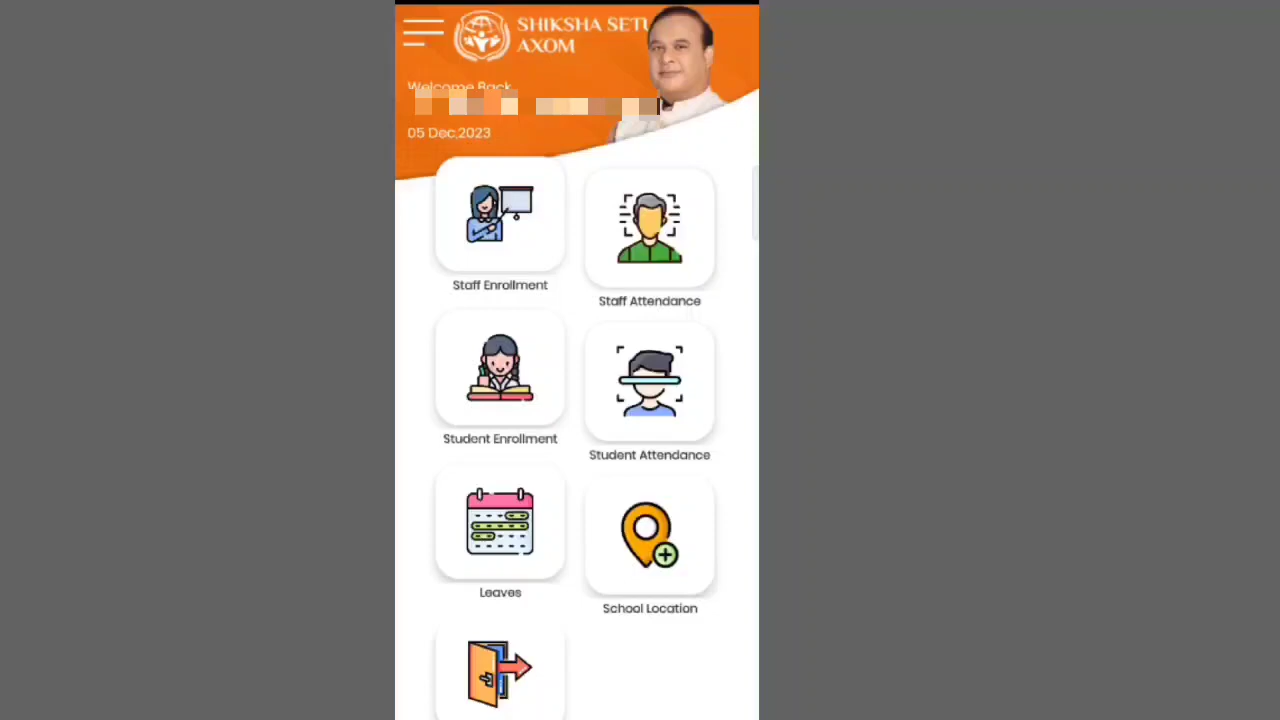 SHIKSHA SETU
AXOM
Welcome Back
05 Dec,2023
Staff Enrollment
Staff Attendance
Student Enrollment
Student Attendance
Leaves
School Location